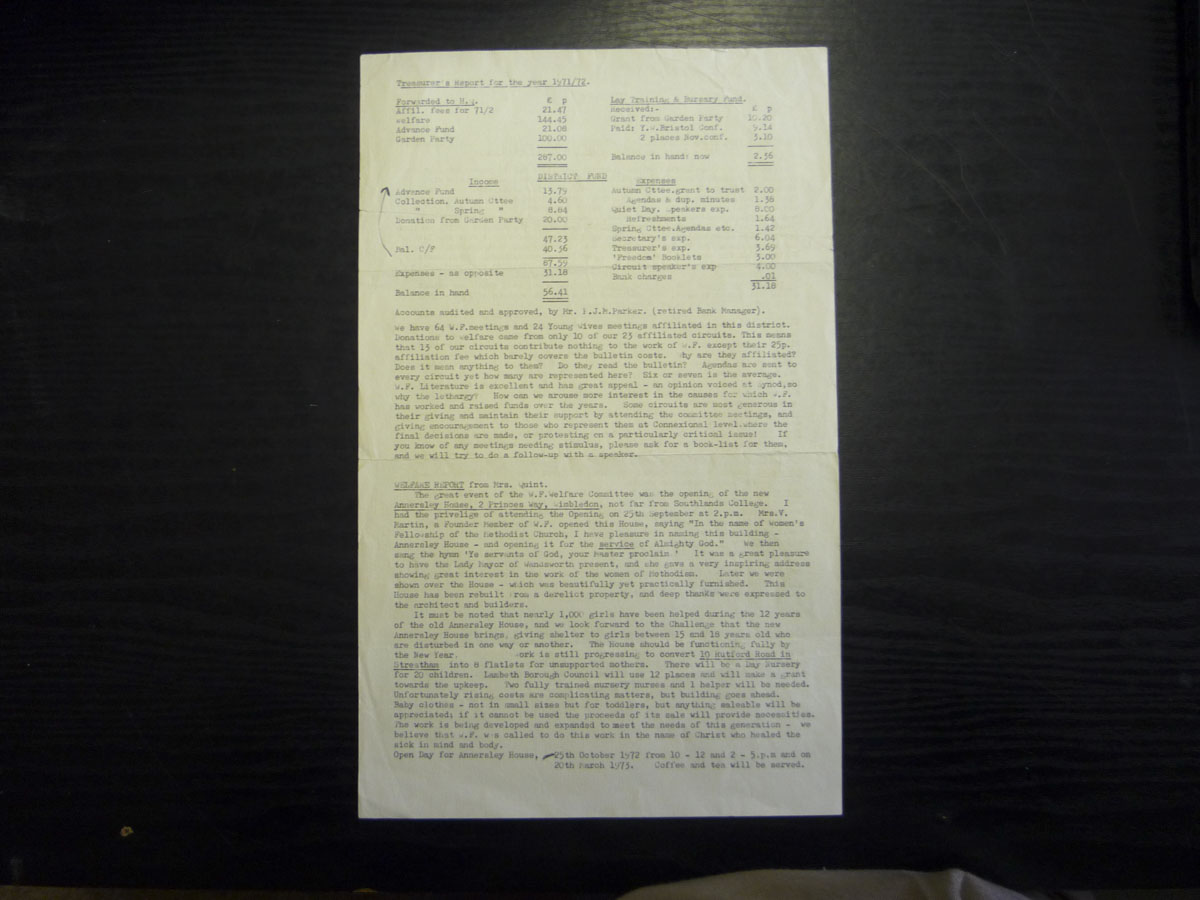 Treasurer's Report for the year 1971/72.
Forwarded to H.Q. £ p
Affil. fees for 71/2 21.47
Welfare 144.45
Advance Fund 21.08
Garden Party 100.00
287.00
Lay Training & Bursary Fund.
Received:- £ p
Grant from Garden Party 10.20
Paid: Y.W.Bristol Conf.
2 places Nov.conf. 3.10
Balance in hand: now 2.36
DISTRICT FUND
Income
Advance Fund 13.79
Collection, Autumn Cttee 4.60
" Spring " 8.84
Donation from Garden Party 20.00
47.23
Bal. C/F 40.36
87.59
Expenses - as opposite 31.18
Balance in hand 56.41
Expenses
Autumn Cttee.grant to trust 2.00
Agendas & dup. minutes 1.38
Quiet Day. Speakers exp. 8.00
Refreshments 1.64
Spring Cttee.Agendas etc. 1.42
Secretary's exp. 6.04
Treasurer's exp. 3.69
'Freedom' Booklets 3.00
Circuit speaker's exp 4.00
Bank charges .01
31.18
Accounts audited and approved, by Mr. Parker. (retired Bank Manager).
We have 64 W.F.meetings and 24 Young Wives meetings affiliated in this district.
Donations to Welfare came from only 10 of our 23 affiliated circuits. This means
that 13 of our circuits contribute nothing to the work of W.F. except their 25p.
affiliation fee which barely covers the bulletin costs. Why are they affiliated?
Does it mean anything to them? Do they read the bulletin? Agendas are sent to
every circuit yet how many are represented here? Six or seven is the average.
W.F. Literature is excellent and has great appeal - an opinion voiced at Synod,so
why the lethargy? How can we arouse more interest in the causes for which W.F.
has worked and raised funds over the years. Some circuits are most generous in
their giving and maintain their support by attending the committee meetings, and
giving encouragement to those who represent them at Connexional level.where the
final decisions are made, or protesting on a particularly critical issue! If
you know of any meetings needing stimulus, please ask for a book-list for them,
and we will try to do a follow-up with a speaker.
WELFARE REPORT from Mrs. Quint.
The great event of the W.F.Welfare Committee was the opening of the new
Annersley House, 2 Princes Way, Wimbledon, not far from Southlands College. I
had the privelige of attending the Opening on 25th September at 2.p.m. Mrs.V.
Martin, a Founder Member of W.F. opened this House, saying "In the name of Women's
Fellowship of the Methodist Church, I have pleasure in naming this building -
Annersley House - and opening it for the service of Almighty God." We then
sang the hymn 'Ye servants of God, your Master proclaim.' It was a great pleasure
to have the Lady Mayor of Wandsworth present, and she gave a very inspiring address
showing great interest in the work of the women of Methodism. Later we were
shown over the House - which was beautifully yet practically furnished. This
House has been rebuilt from a derelict property, and deep thanks were expressed to
the architect and builders.
It must be noted that nearly 1,000 girls have been helped during the 12 years
of the old Annersley House, and we look forward to the Challenge that the new
Annersley House brings, giving shelter to girls between 15 and 18 years old who
are disturbed in one way or another. The House should be functioning fully by
the New Year. Work is still progressing to convert 10 Rutford Road in
Streatham into 8 flatlets for unsupported mothers. There will be a Day Nursery
for 20 children. Lambeth Borough Council will use 12 places and will make a grant
towards the upkeep. Two fully trained nursery nurses and 1 helper will be needed.
Unfortunately rising costs are complicating matters, but building goes ahead.
Baby clothes - not in small sizes but for toddlers, but anything saleable will be
appreciated; if it cannot be used the proceeds of its sale will provide necessities.
The work is being developed and expanded to meet the needs of this generation - we
believe that W.F. was called to do this work in the name of Christ who healed the
sick in mind and body.
Open Day for Annersley House, 25th October 1972 from 10 - 12 and 2 - 5.p.m and on
20th March 1973. Coffee and tea will be served.